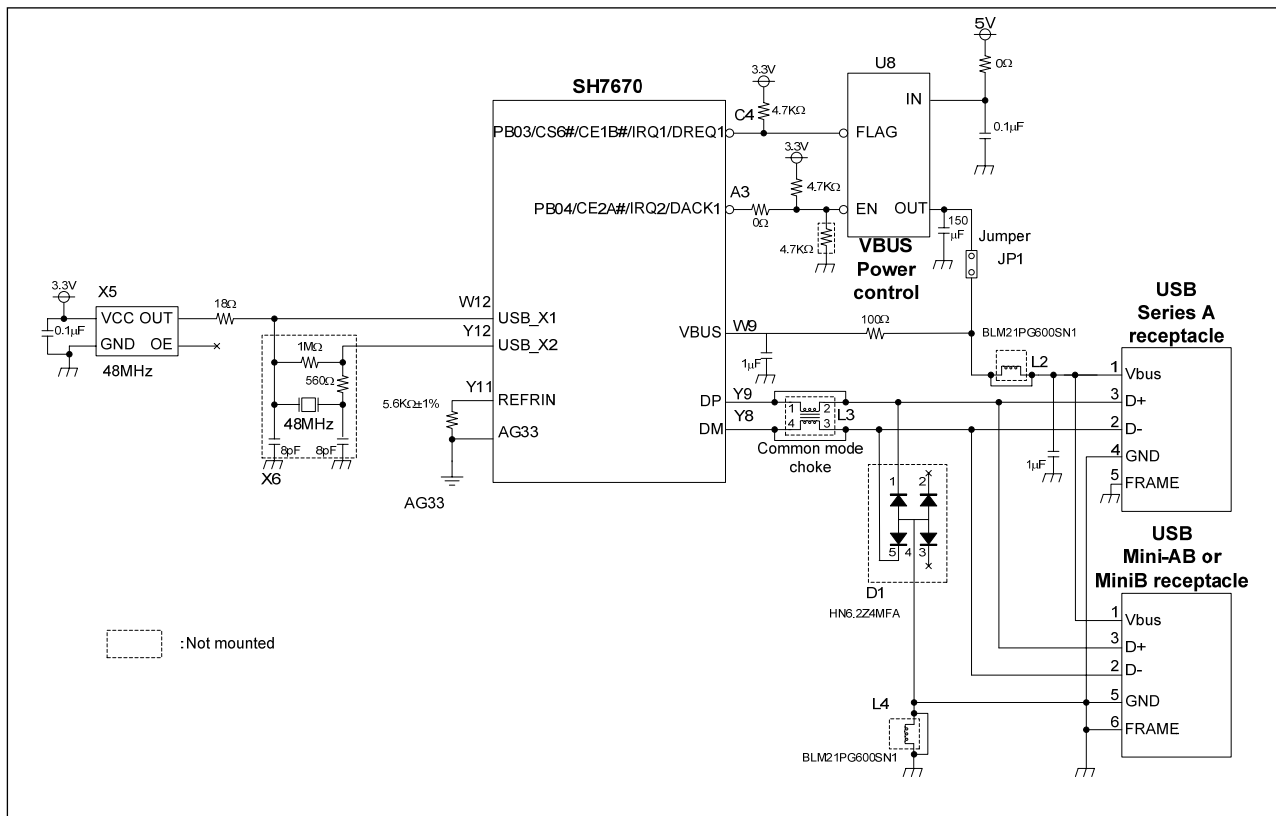 5V
0Ω
U8
IN
0.1μF
SH7670
3.3V
4.7KΩ
C4
PB03/CS6#/CE1B#/IRQ1/DREQ1
FLAG
3.3V
4.7KΩ
A3
PB04/CE2A#/IRQ2/DACK1
0Ω
EN
OUT
4.7KΩ
150
μF
VBUS
Power
control
Jumper
JP1
3.3V
X5
VCC OUT
GND OE
0.1μF
48MHz
18Ω
W12
USB_X1
Y12
USB_X2
1MΩ
560Ω
48MHz
8pF
8pF
X6
Y11
REFRIN
5.6KΩ±1%
AG33
AG33
VBUS
W9
100Ω
1μF
BLM21PG600SN1
L2
DP
Y9
DM
Y8
1 2
4 3
L3
Common mode
choke
USB
Series A
receptacle
1 Vbus
3 D+
2 D-
4 GND
5 FRAME
1μF
1 2
5 4 3
D1
HN6.2Z4MFA
USB
Mini-AB or
MiniB receptacle
1 Vbus
3 D+
2 D-
5 GND
6 FRAME
L4
BLM21PG600SN1
:Not mounted